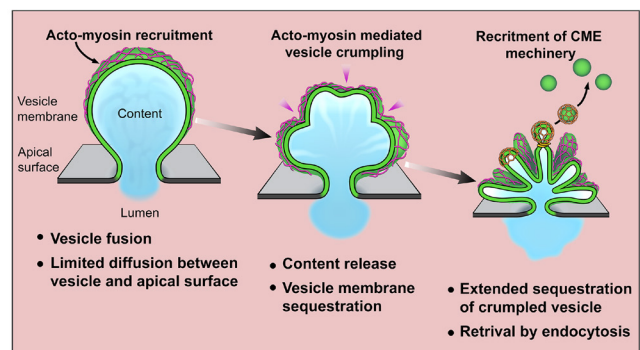 Acto-myosin recruitment
Vesicle
membrane
Content
Apical
surface
Lumen
• Vesicle fusion
• Limited diffusion between
vesicle and apical surface
Acto-myosin mediated
vesicle crumpling
• Content release
• Vesicle membrane
sequestration
Recritment of CME
mechinery
• Extended sequestration
of crumpled vesicle
• Retrival by endocytosis